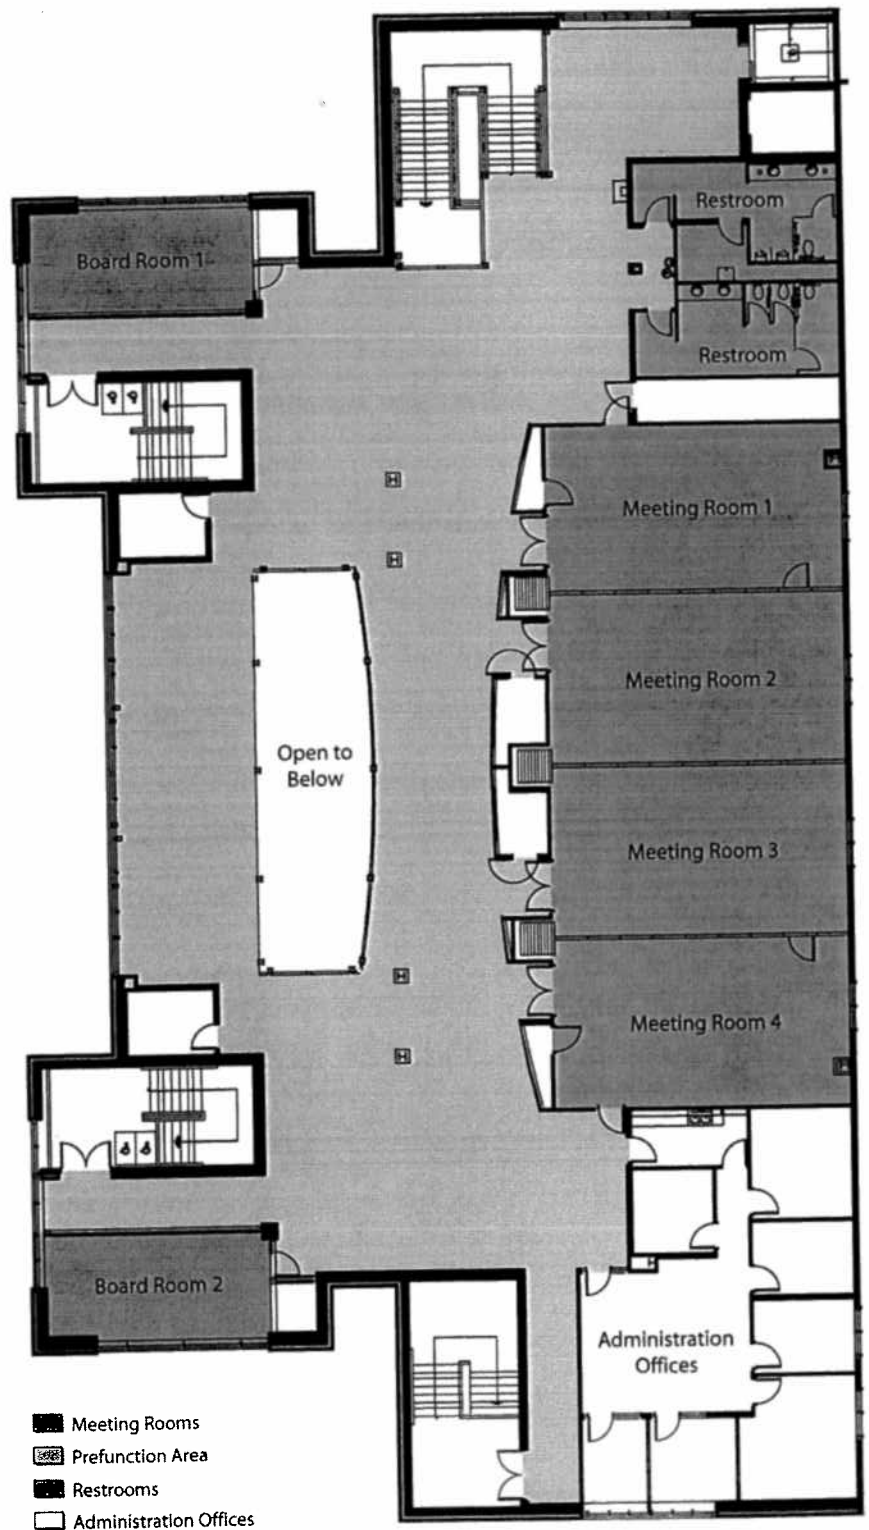 Restroom
Board Room 1
Restroom
Meeting Room 1
Meeting Room 2
Open to
Below
Meeting Room 3
Meeting Room 4
Board Room 2
Administration
Offices
Meeting Rooms
Prefunction Area
Restrooms
Administration Offices